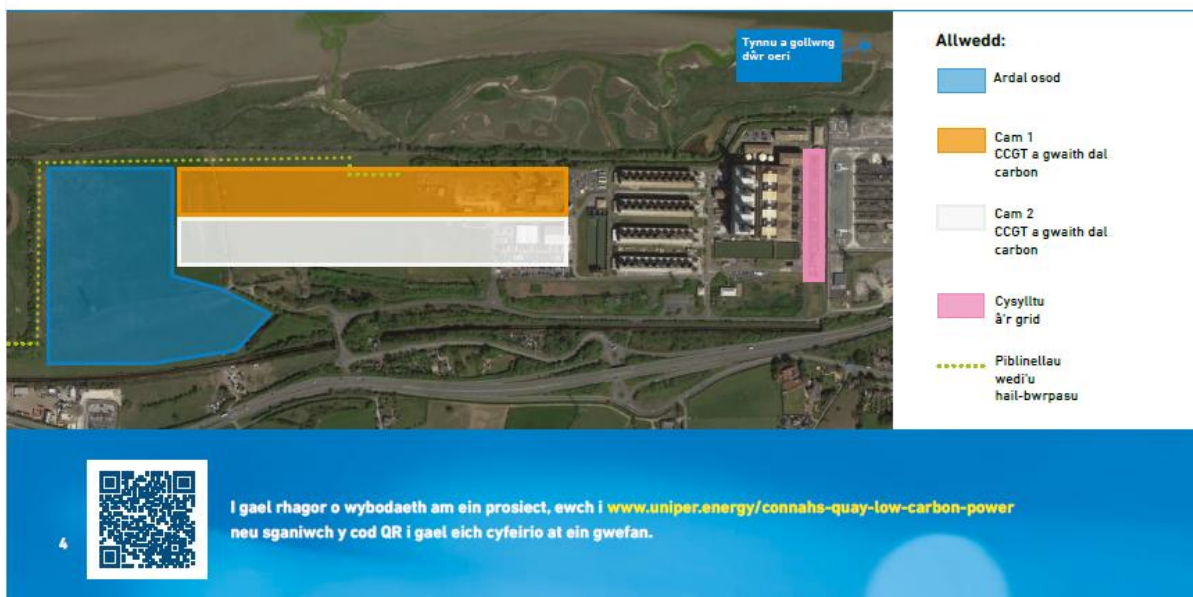 Tynnu a gollwng
dŵr oeri
Allwedd:
Ardal osod
Cam 1
CCGT a gwaith dal
carbon
Cam 2
CCGT a gwaith dal
carbon
Cysylltu
â'r grid
Piblinellau
wedi'u
hail-bwrpasu
4
I gael rhagor o wybodaeth am ein prosiect, ewch i www.uniper.energy/connahs-quay-low-carbon-power
neu sganiwch y cod QR i gael eich cyfeirio at ein gwefan.